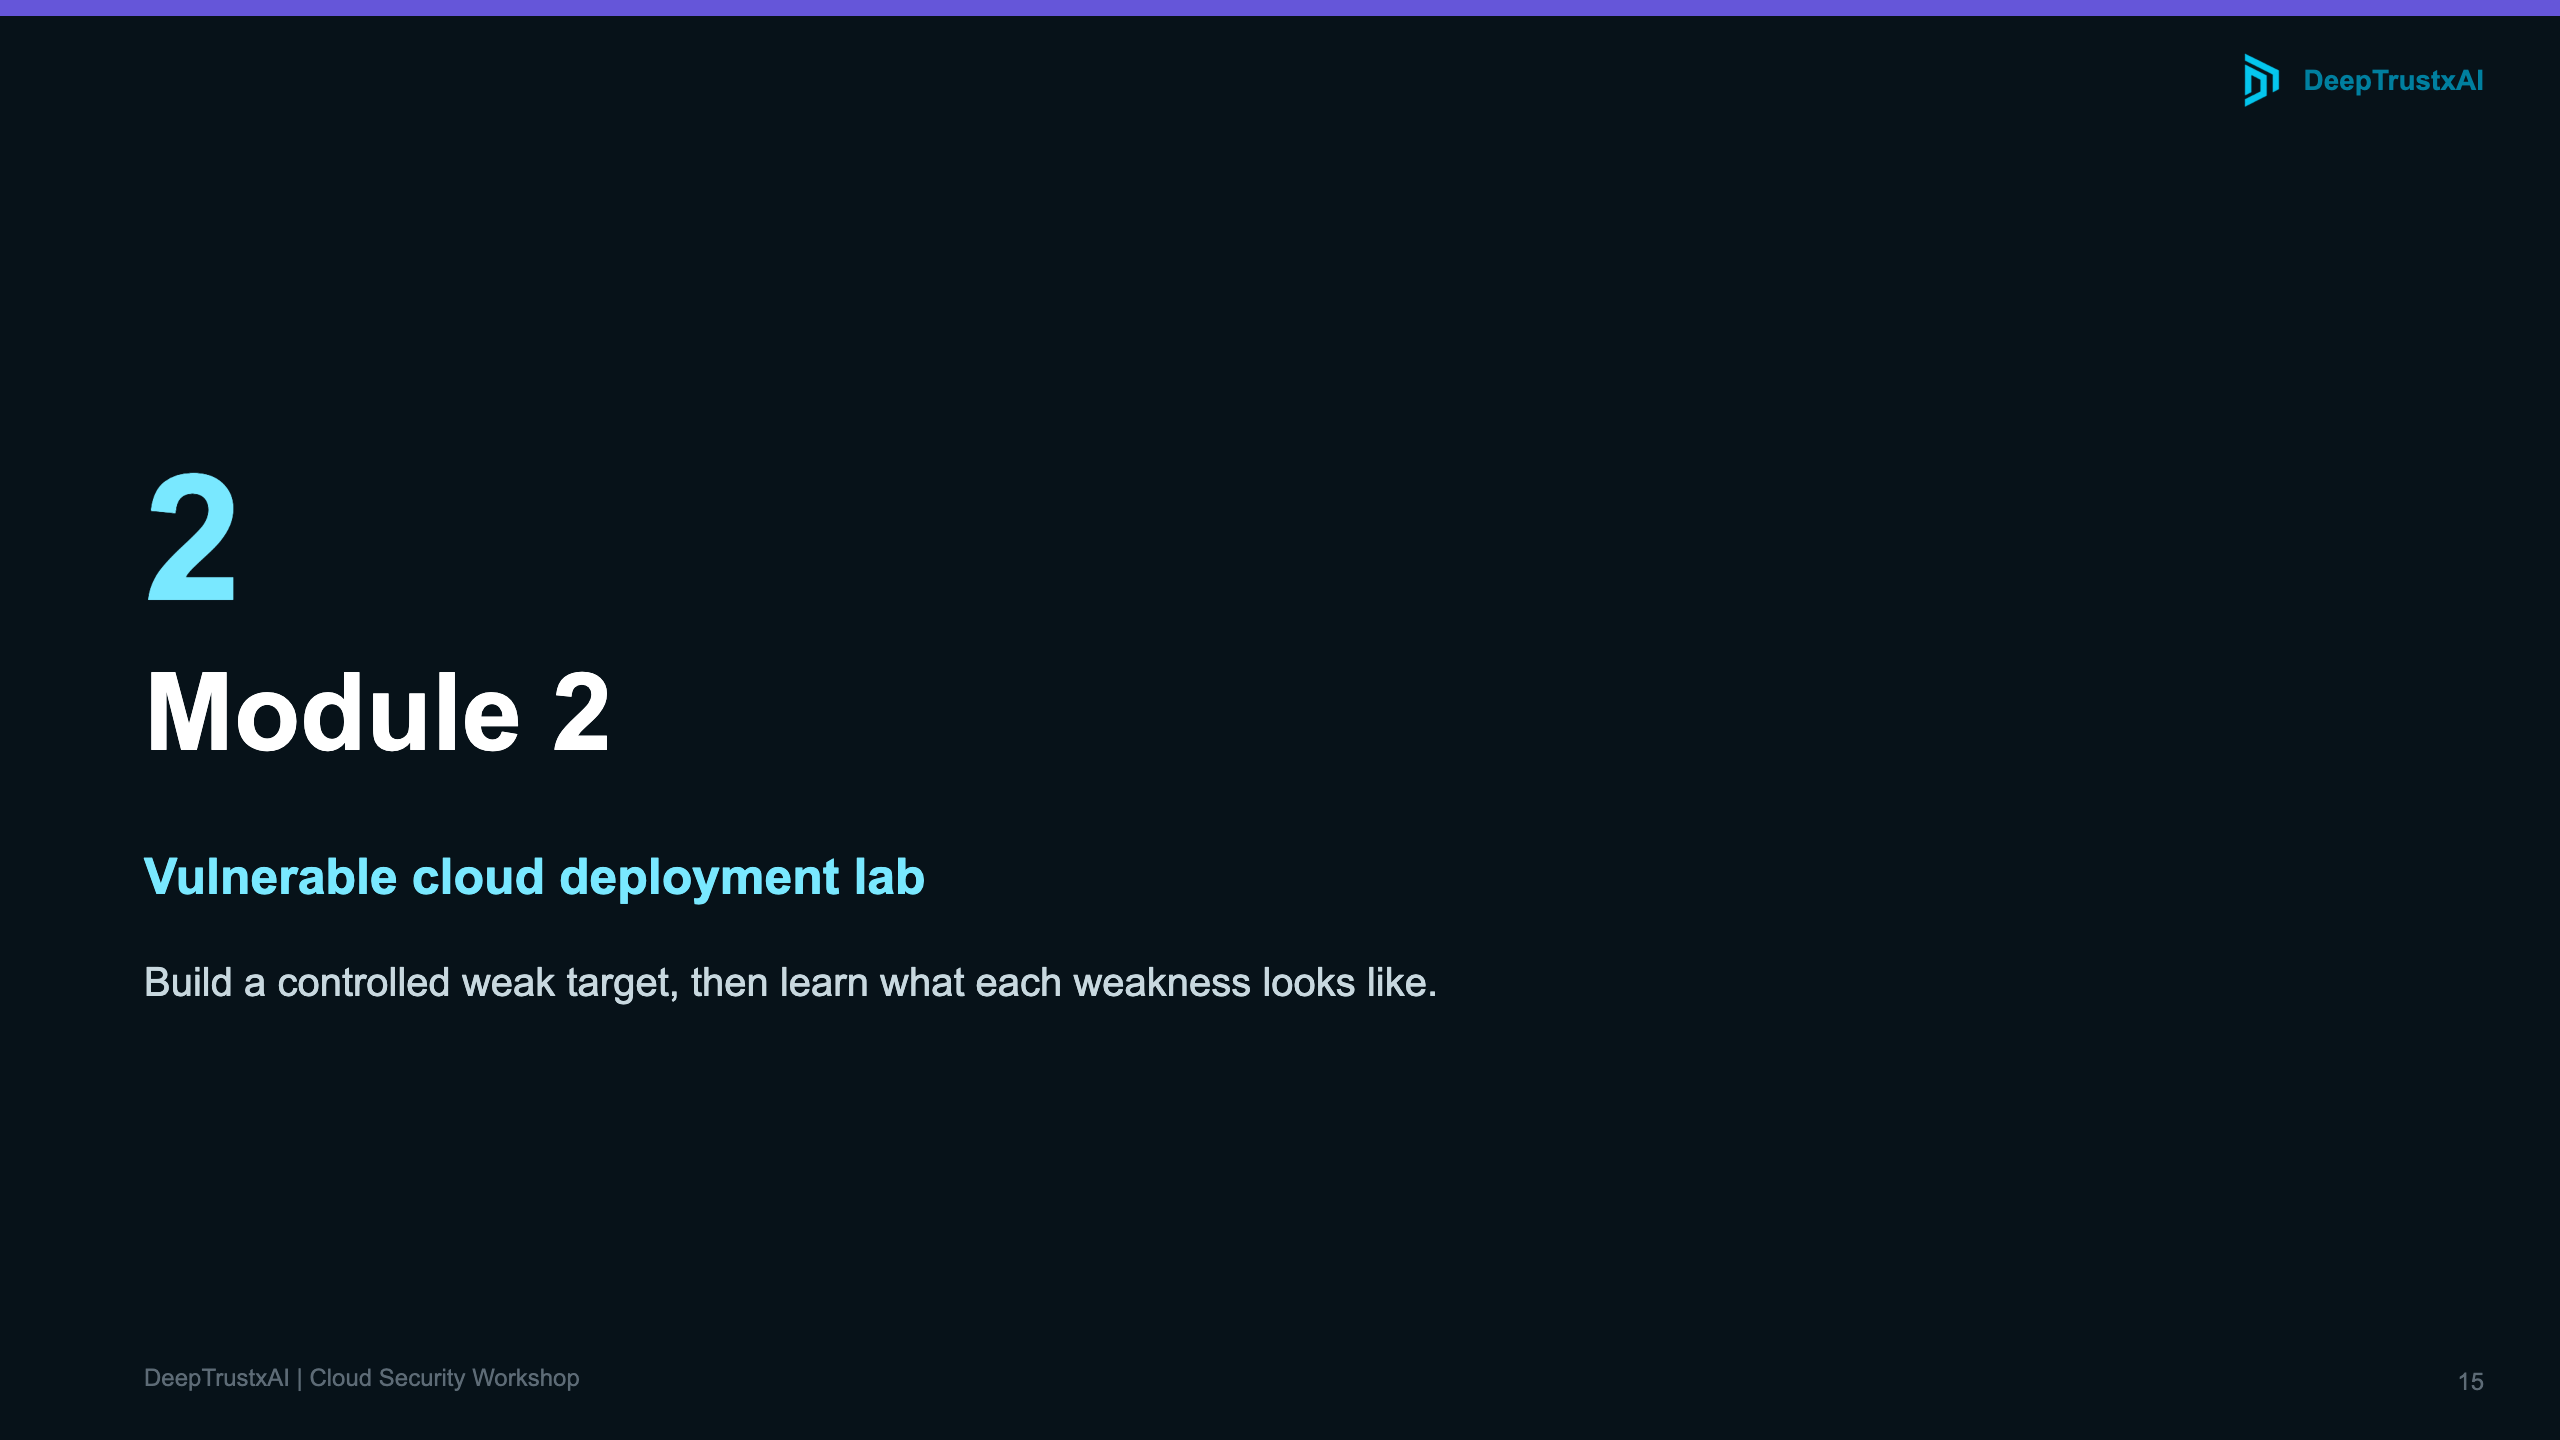 DeepTrustxAI
2
Module 2
Vulnerable cloud deployment lab
Build a controlled weak target, then learn what each weakness looks like.
DeepTrustxAI | Cloud Security Workshop
15